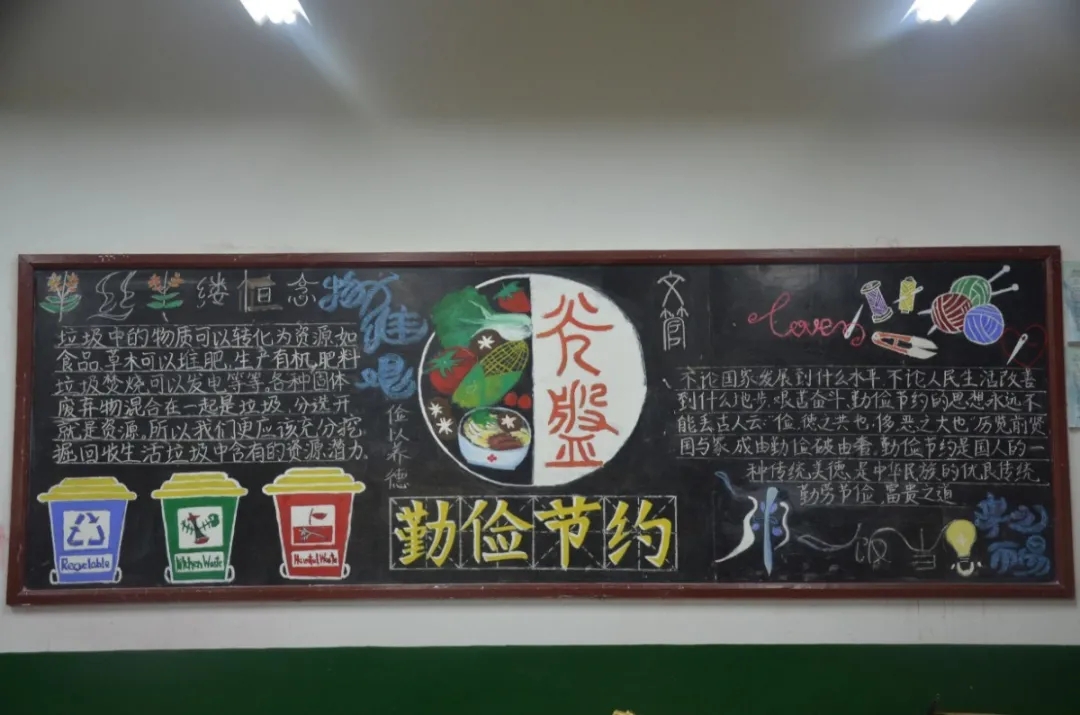 丝缕恒念
物力维艰
垃圾中的物质可以转化为资源如
食品、草木可以堆肥,生产有机肥料
垃圾焚烧可以发电等等,各种固体
废弃物混合在一起是垃圾,分选开
就是资源。所以我们更应该充分挖
掘回收生活垃圾中含有的资源潜力
Recyclable
Kitchen Waste
Harmful Waste
俭以养德
光盘
勤俭节约
Loven
不论国家发展到什么水平,不论人民生活改善
到什么地步,艰苦奋斗勤俭节约的思想永远不
能丢古人云:"俭,德之共也,侈,恶之大也"历览前贤
国与家,成由勤俭破由奢。勤俭节约是国人的一
种传统美德,是中华民族的优良传统
勤劳节俭,富贵之道
饭当